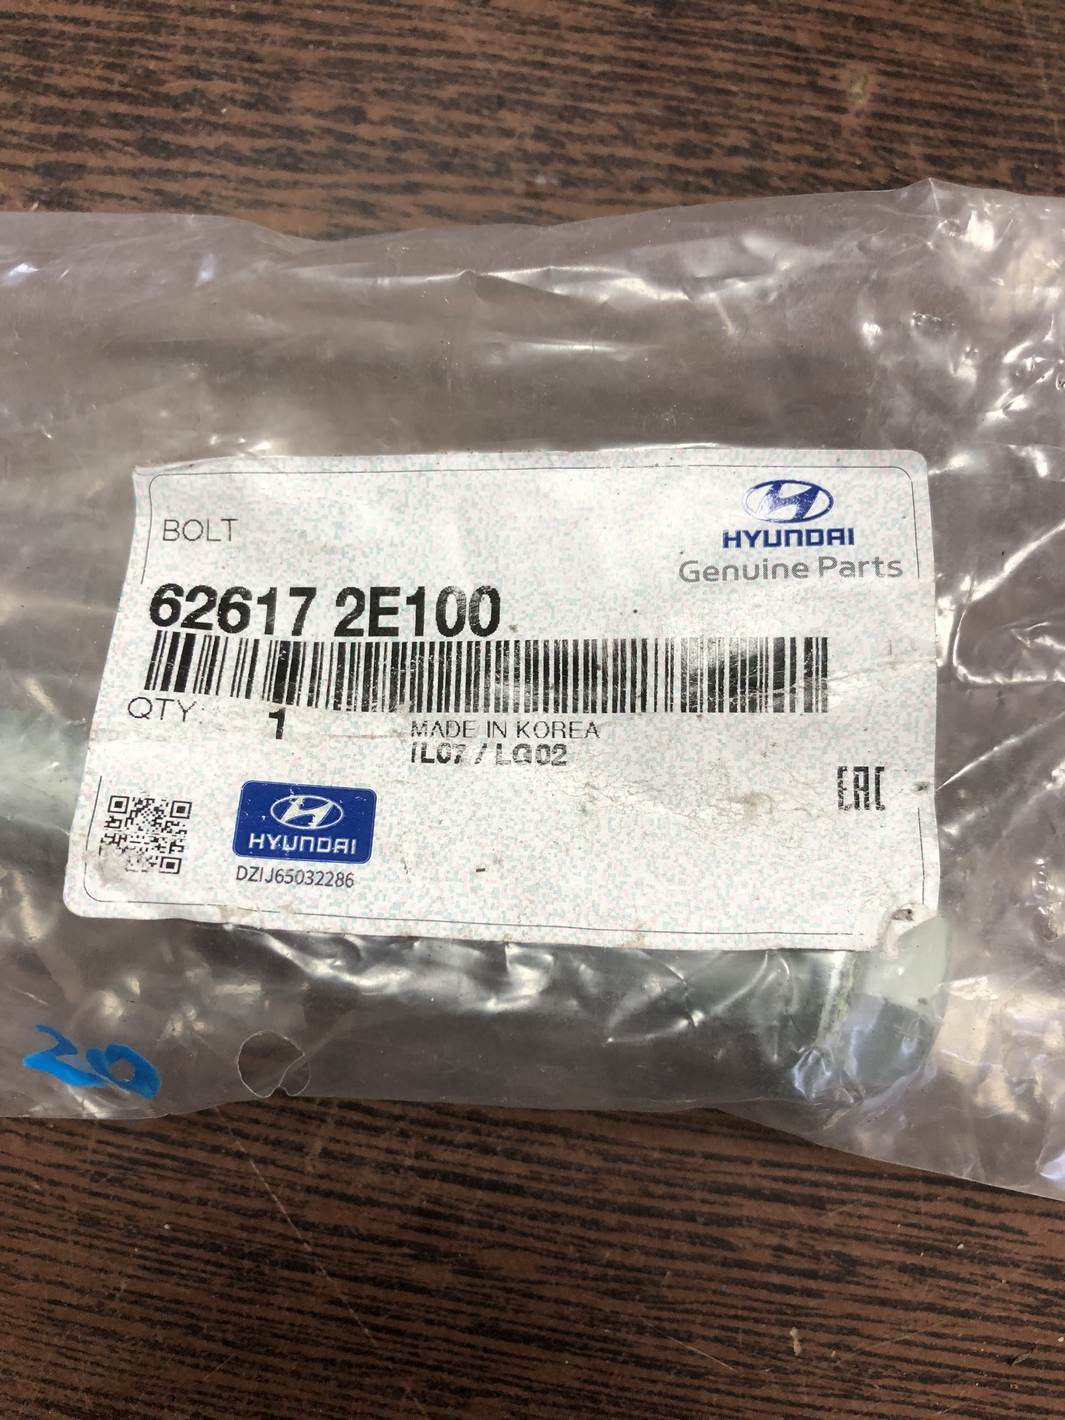 BOLT
HYUNDAI
Genuine Parts
62617 2E100
QTY: 1
MADE IN KOREA
IL07 / LG02
EAC
HYUNDAI
DZIJ65032286
20